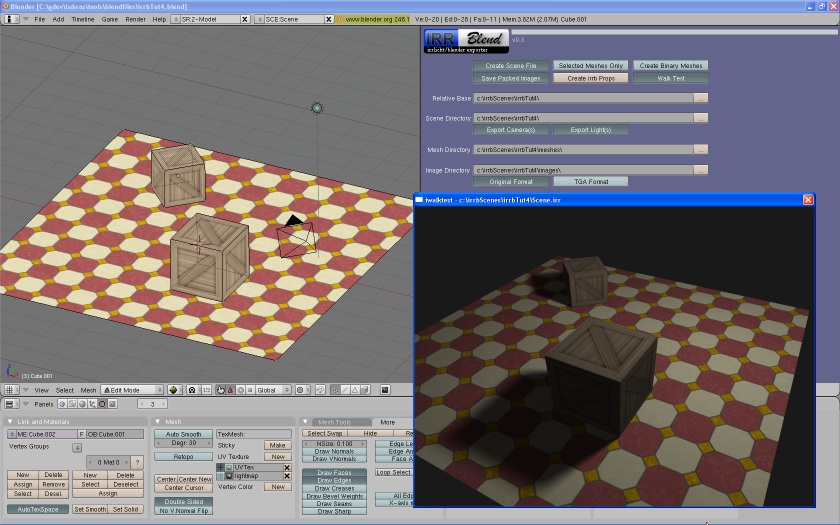 Blender [C:\gdev\tubras\tools\blendfiles\irrbTut4.blend]
File Add Timeline Game Render Help SR:2-Model SCE:Scene www.blender.org 246.1 Ve:0-20 | Ed:0-28 | Fa:0-11 | Mem:3.62M (2.07M) Cube.001
IRR Blend v0.3
irrlicht/blender exporter
Create Scene File Selected Meshes Only Create Binary Meshes
Save Packed Images Create irrb Props Walk Test
Relative Base c:\irrbScenes\irrbTut4\ ...
Scene Directory c:\irrbScenes\irrbTut4\ ...
Export Camera(s) Export Light(s)
Mesh Directory c:\irrbScenes\irrbTut4\meshes\ ...
Image Directory c:\irrbScenes\irrbTut4\images\ ...
Original Format TGA Format
iwalktest - c:\irrbScenes\irrbTut4\Scene.irr
(3) Cube.001
View Select Mesh Edit Mode Global
Panels 3
Link and Materials
ME:Cube.002 F OB:Cube.001
Vertex Groups
0 Mat 0 ?
New Delete New Delete
Assign Remove Select Deselect
Select Desel. Assign
AutoTexSpace Set Smooth Set Solid
Mesh
Auto Smooth
Degr: 30
Retopo
TexMesh:
Sticky Make
UV Texture New
UVTex
lightmap
Vertex Color New
Center Center New
Center Cursor
Double Sided
No V.Normal Flip
Mesh Tools More
Select Swap Hide Re
NSize: 0.100
Draw Normals
Draw VNormals
Draw Faces
Draw Edges
Draw Creases
Draw Bevel Weights
Draw Seams
Draw Sharp
Edge Le
Edge An
Face A
Loop Select
All Ed
X-axis m